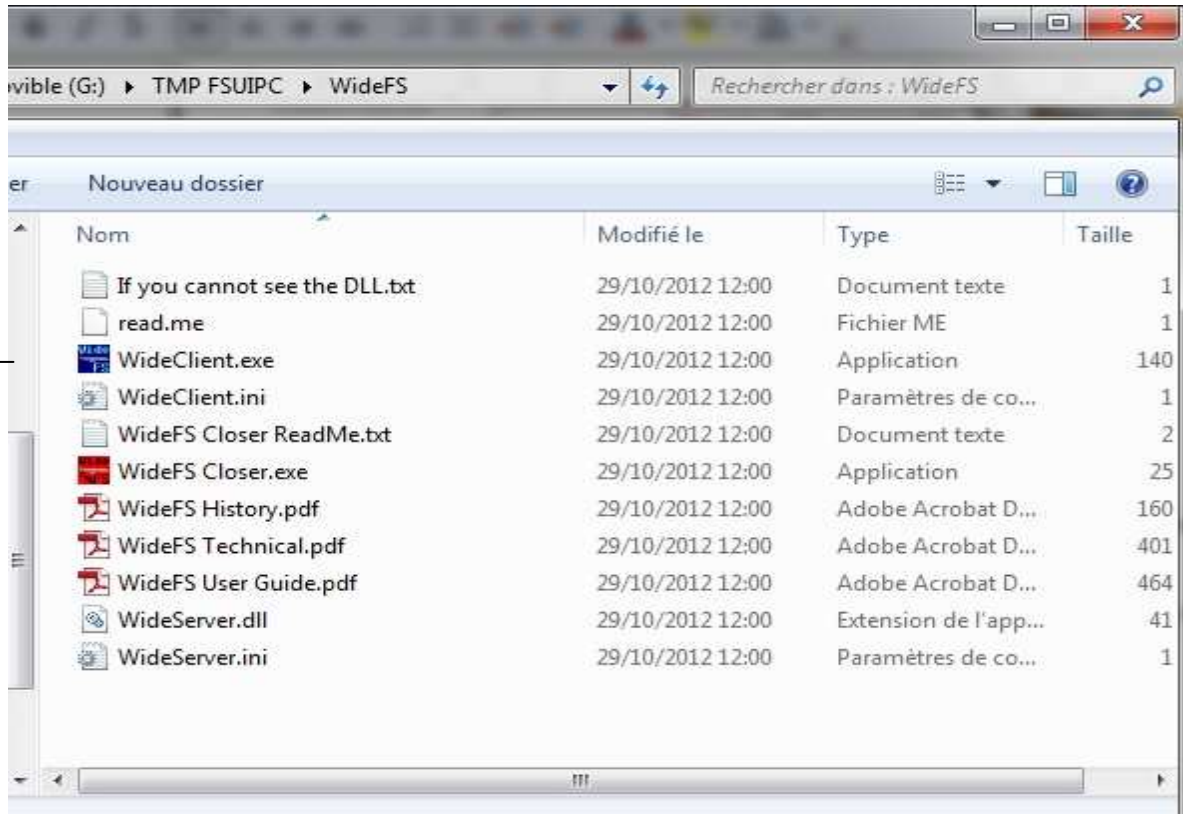 ovible (G:) ▸ TMP FSUIPC ▸ WideFS Rechercher dans : WideFS
er Nouveau dossier
Nom Modifié le Type Taille
If you cannot see the DLL.txt 29/10/2012 12:00 Document texte 1
read.me 29/10/2012 12:00 Fichier ME 1
WideClient.exe 29/10/2012 12:00 Application 140
WideClient.ini 29/10/2012 12:00 Paramètres de co... 1
WideFS Closer ReadMe.txt 29/10/2012 12:00 Document texte 2
WideFS Closer.exe 29/10/2012 12:00 Application 25
WideFS History.pdf 29/10/2012 12:00 Adobe Acrobat D... 160
WideFS Technical.pdf 29/10/2012 12:00 Adobe Acrobat D... 401
WideFS User Guide.pdf 29/10/2012 12:00 Adobe Acrobat D... 464
WideServer.dll 29/10/2012 12:00 Extension de l'app... 41
WideServer.ini 29/10/2012 12:00 Paramètres de co... 1